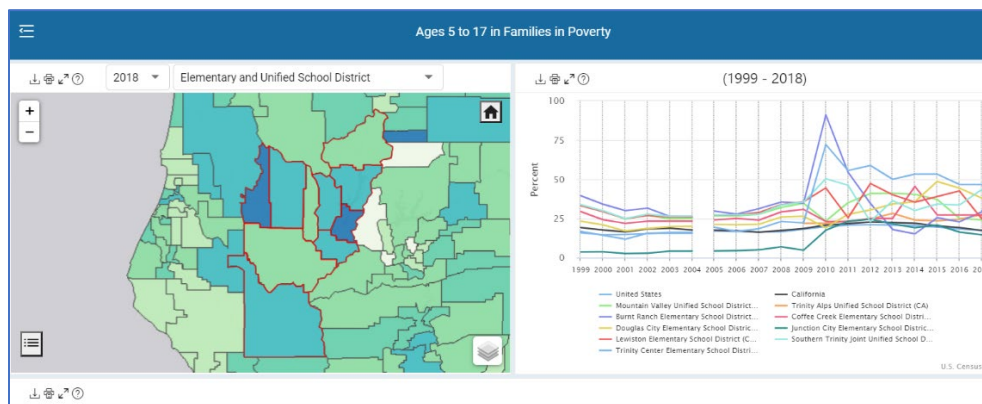 Ages 5 to 17 in Families in Poverty
2018
Elementary and Unified School District
+
−
(1999 - 2018)
100
75
50
25
0
Percent
1999 2000 2001 2002 2003 2004 2005 2006 2007 2008 2009 2010 2011 2012 2013 2014 2015 2016
United States
California
Mountain Valley Unified School District...
Trinity Alps Unified School District (CA)
Burnt Ranch Elementary School District...
Coffee Creek Elementary School Distri...
Douglas City Elementary School Distric...
Junction City Elementary School Distric...
Lewiston Elementary School District (C...
Southern Trinity Joint Unified School D...
Trinity Center Elementary School Distri...
U.S. Census